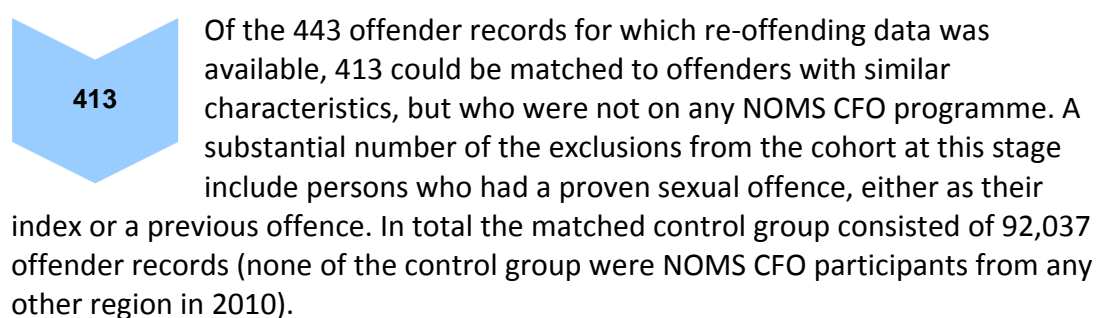 Of the 443 offender records for which re-offending data was
available, 413 could be matched to offenders with similar
413
characteristics, but who were not on any NOMS CFO programme. A
substantial number of the exclusions from the cohort at this stage
include persons who had a proven sexual offence, either as their
index or a previous offence. In total the matched control group consisted of 92,037
offender records (none of the control group were NOMS CFO participants from any
other region in 2010).